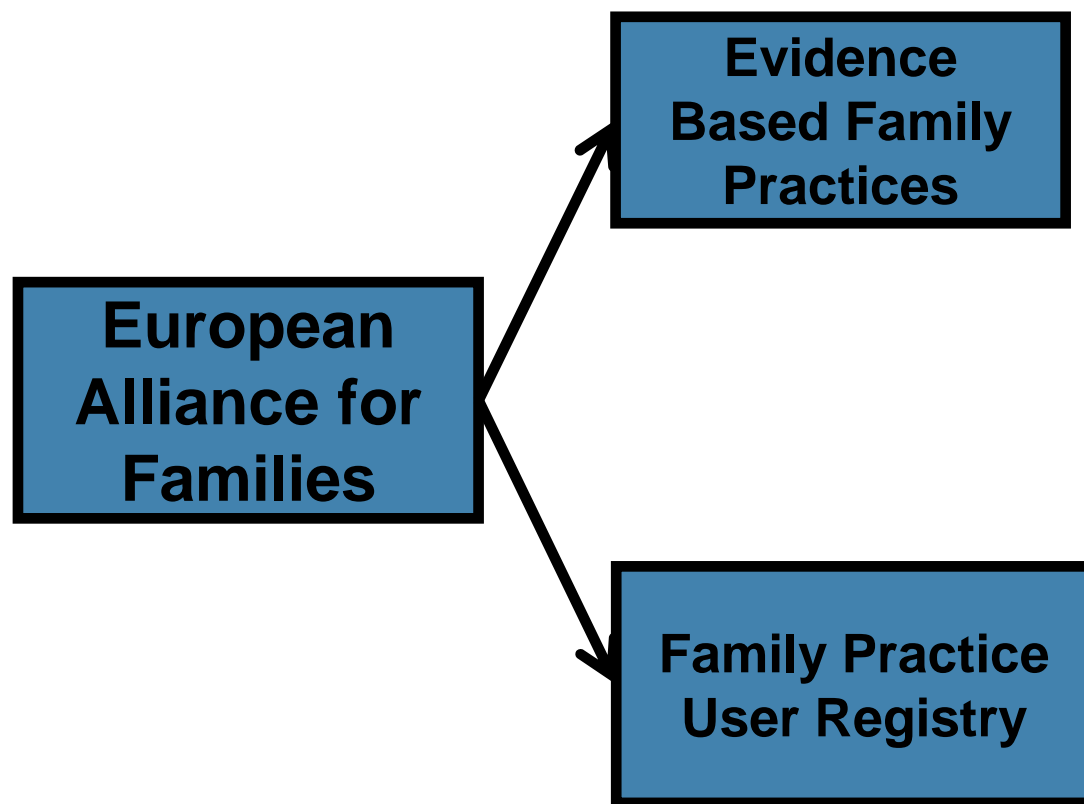 Evidence
Based Family
Practices
European
Alliance for
Families
Family Practice
User Registry